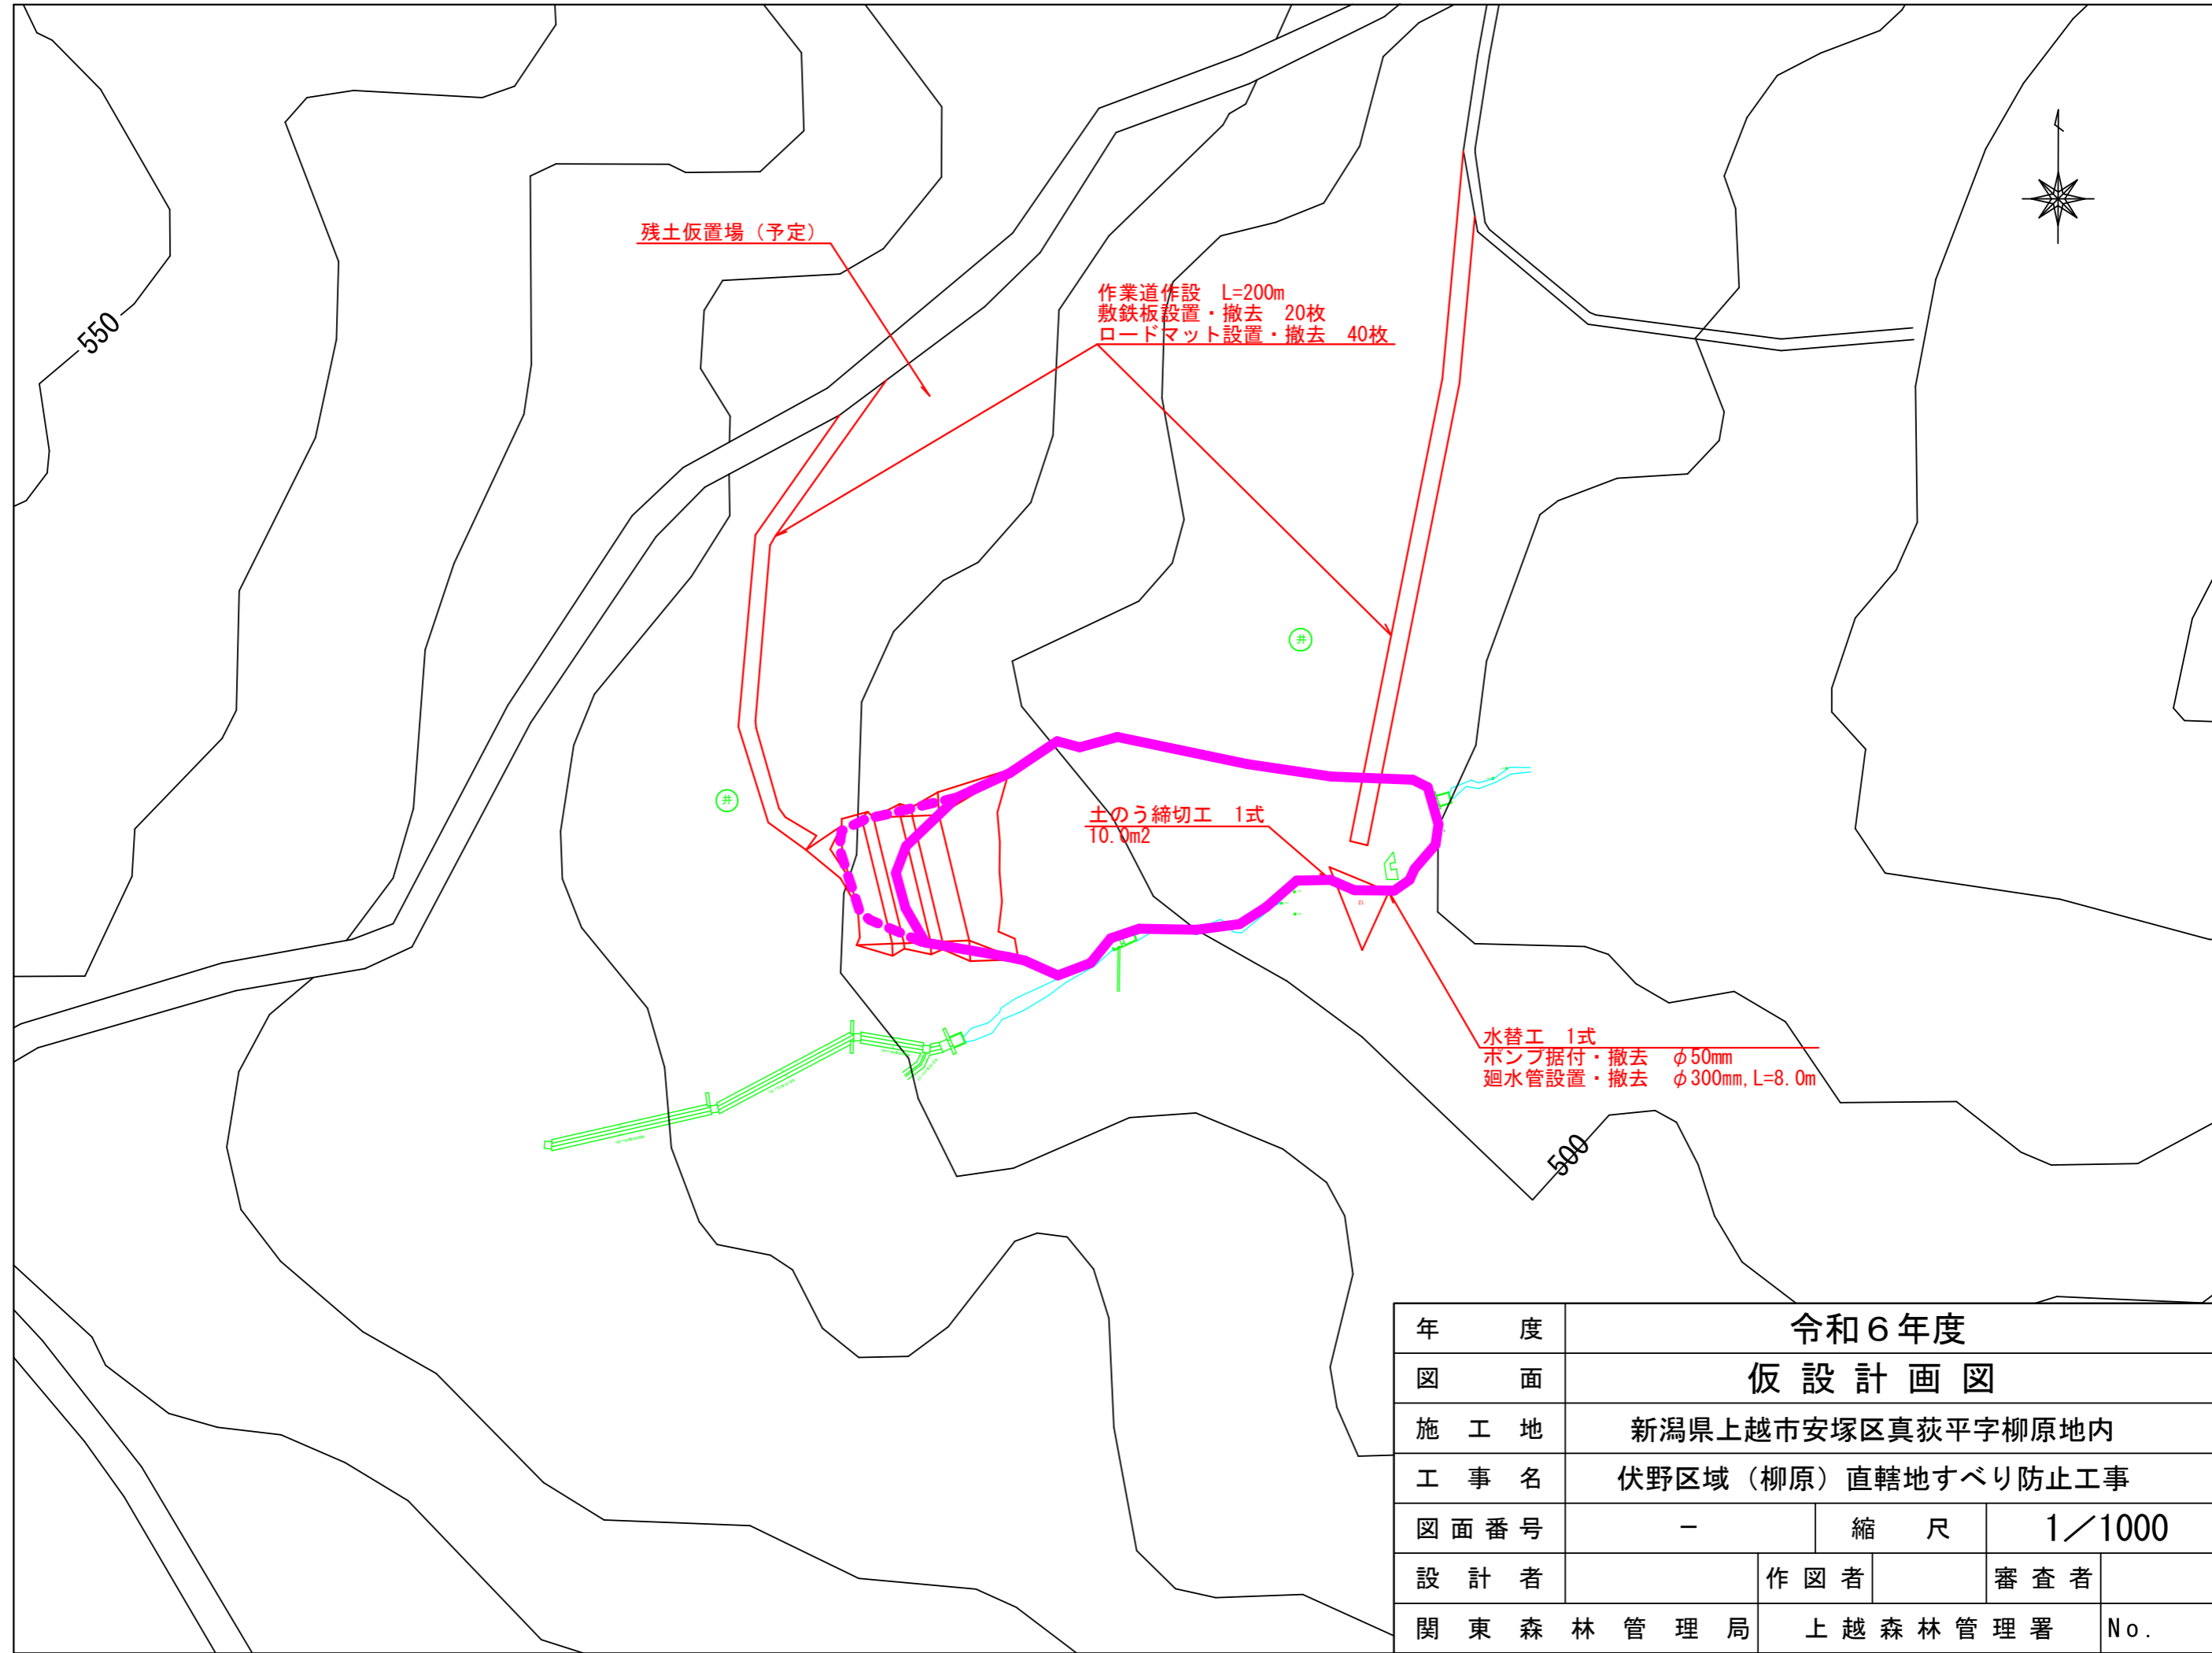 残土仮置場（予定）
作業道作設　L=200m
敷鉄板設置・撤去　20枚
ロードマット設置・撤去　40枚
550
井
井
土のう締切工　1式
10.0m2
水替工　1式
ポンプ据付・撤去　φ50mm
廻水管設置・撤去　φ300mm, L=8.0m
500
年度　令和６年度
図面　仮設計画図
施工地　新潟県上越市安塚区真荻平字柳原地内
工事名　伏野区域（柳原）直轄地すべり防止工事
図面番号　－　縮尺　1／1000
設計者　作図者　審査者
関東森林管理局　上越森林管理署　No.